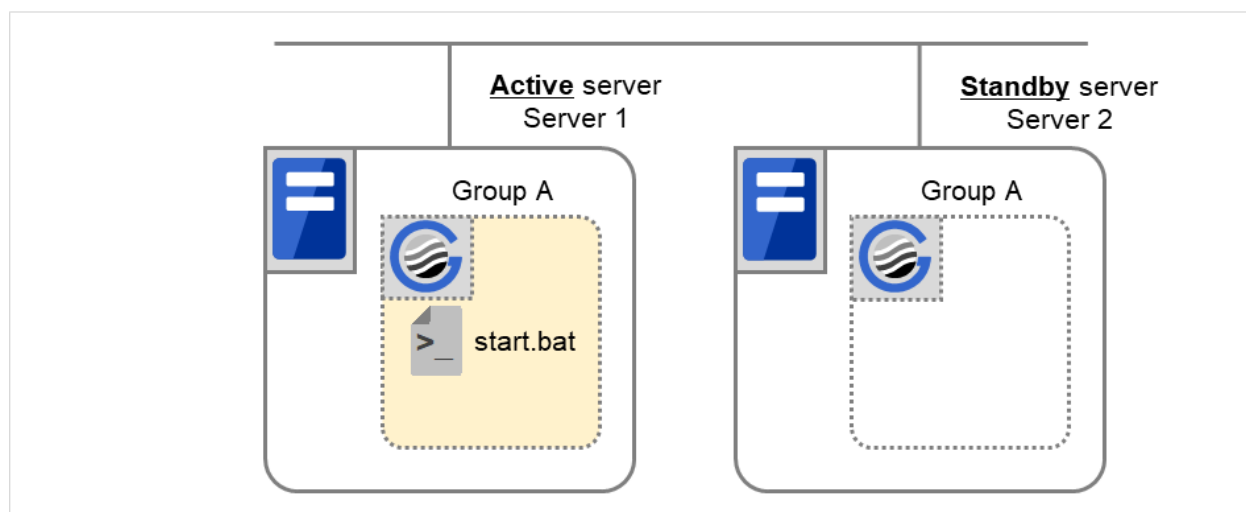 Active server
Server 1
Standby server
Server 2
Group A
>_ start.bat
Group A